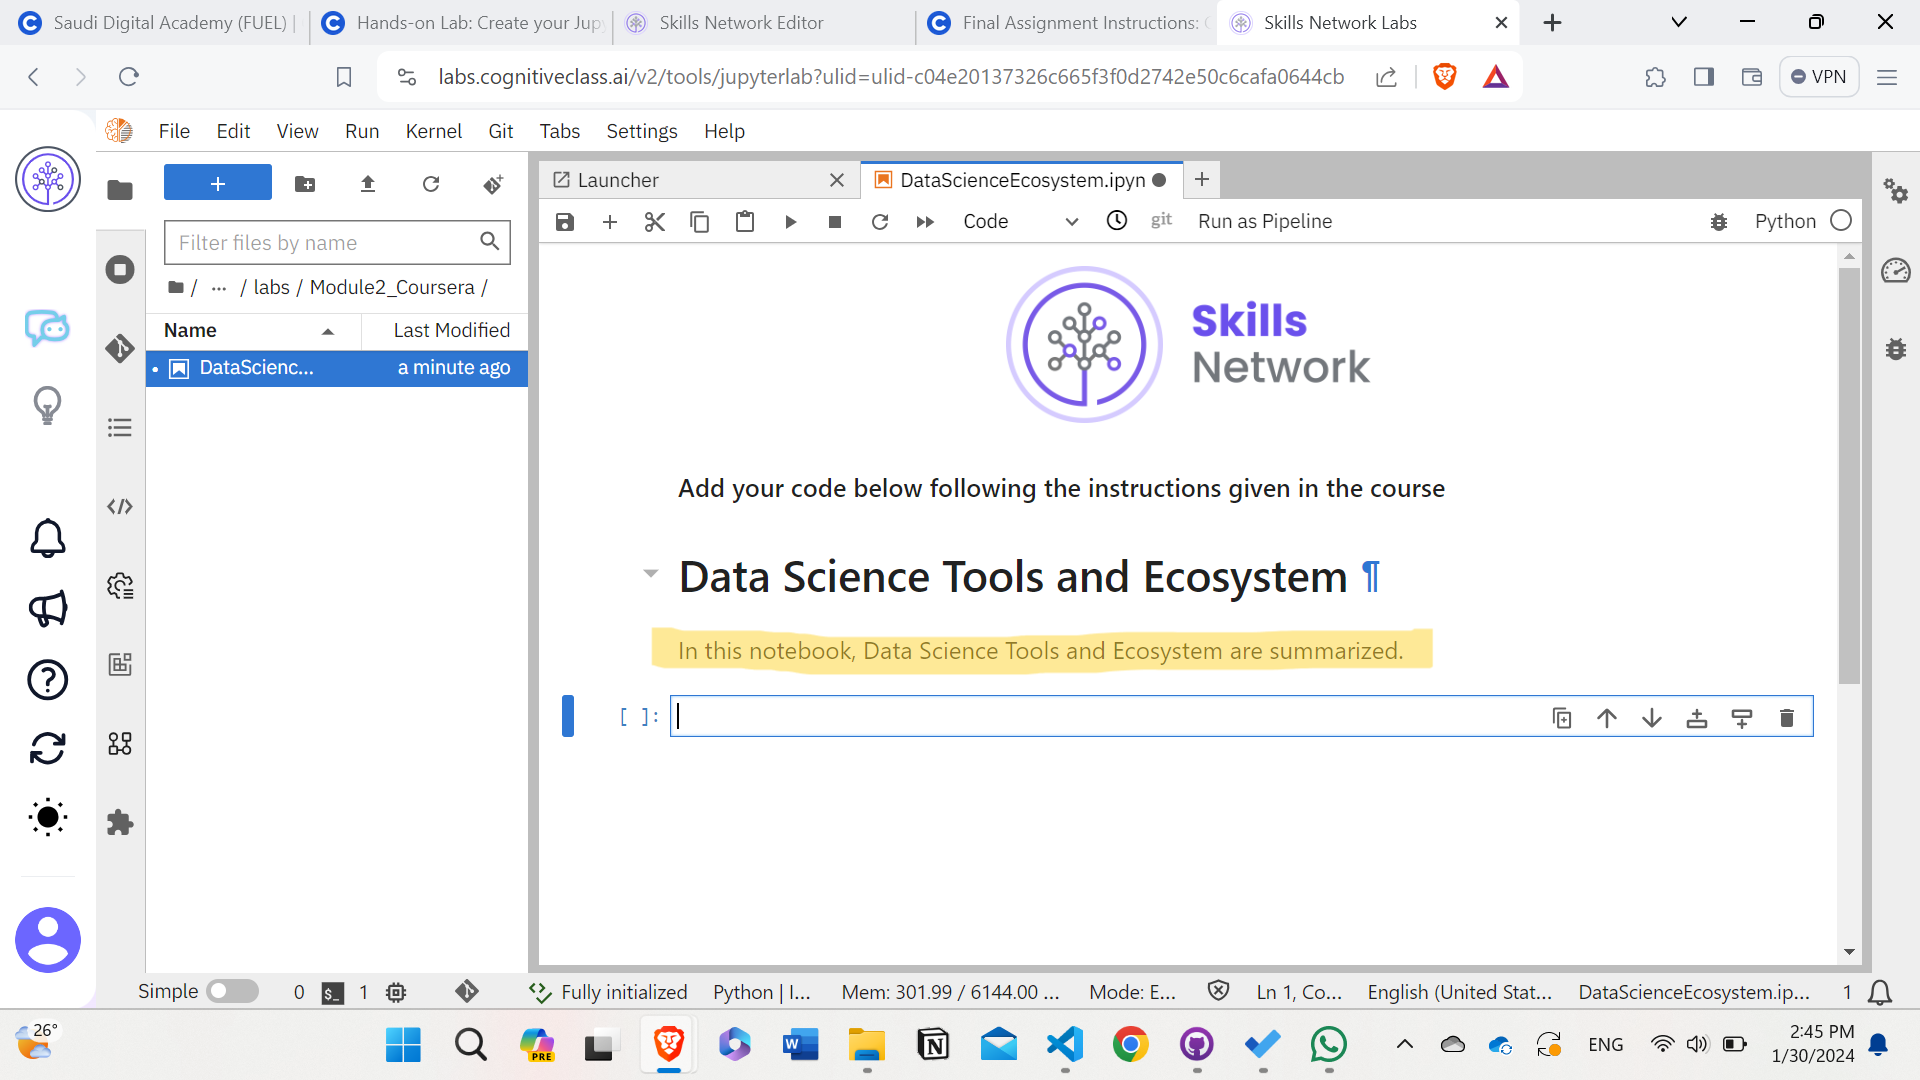 Saudi Digital Academy (FUEL) |
Hands-on Lab: Create your Jupy
Skills Network Editor
Final Assignment Instructions: C
Skills Network Labs
labs.cognitiveclass.ai/v2/tools/jupyterlab?ulid=ulid-c04e20137326c665f3f0d2742e50c6cafa0644cb
VPN
File Edit View Run Kernel Git Tabs Settings Help
Launcher
DataScienceEcosystem.ipyn
Filter files by name
Code
git
Run as Pipeline
Python
/ ... / labs / Module2_Coursera /
Name
Last Modified
DataScienc...
a minute ago
Skills
Network
Add your code below following the instructions given in the course
Data Science Tools and Ecosystem ¶
In this notebook, Data Science Tools and Ecosystem are summarized.
[ ]:
Simple
0
$_
1
Fully initialized
Python | I...
Mem: 301.99 / 6144.00 ...
Mode: E...
Ln 1, Co...
English (United Stat...
DataScienceEcosystem.ip...
1
26°
PRE
W
N
ENG
2:45 PM
1/30/2024